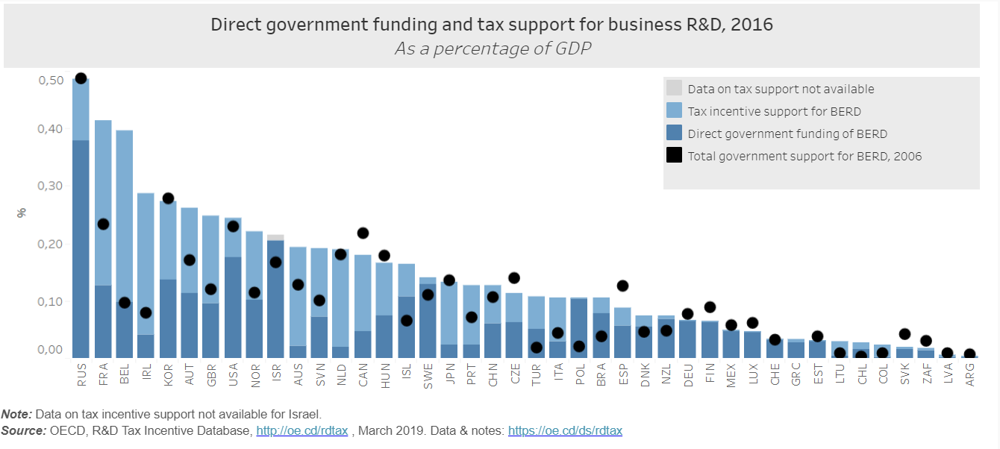 Direct government funding and tax support for business R&D, 2016
As a percentage of GDP
0,50
0,40
0,30
0,20
0,10
0,00
%
Data on tax support not available
Tax incentive support for BERD
Direct government funding of BERD
Total government support for BERD, 2006
RUS FRA BEL IRL KOR AUT GBR USA NOR ISR AUS SVN NLD CAN HUN ISL SWE JPN PRT CHN CZE TUR ITA POL BRA ESP DNK NZL DEU FIN MEX LUX CHE GRC EST LTU CHL COL SVK ZAF LVA ARG
Note: Data on tax incentive support not available for Israel.
Source: OECD, R&D Tax Incentive Database, http://oe.cd/rdtax , March 2019. Data & notes: https://oe.cd/ds/rdtax